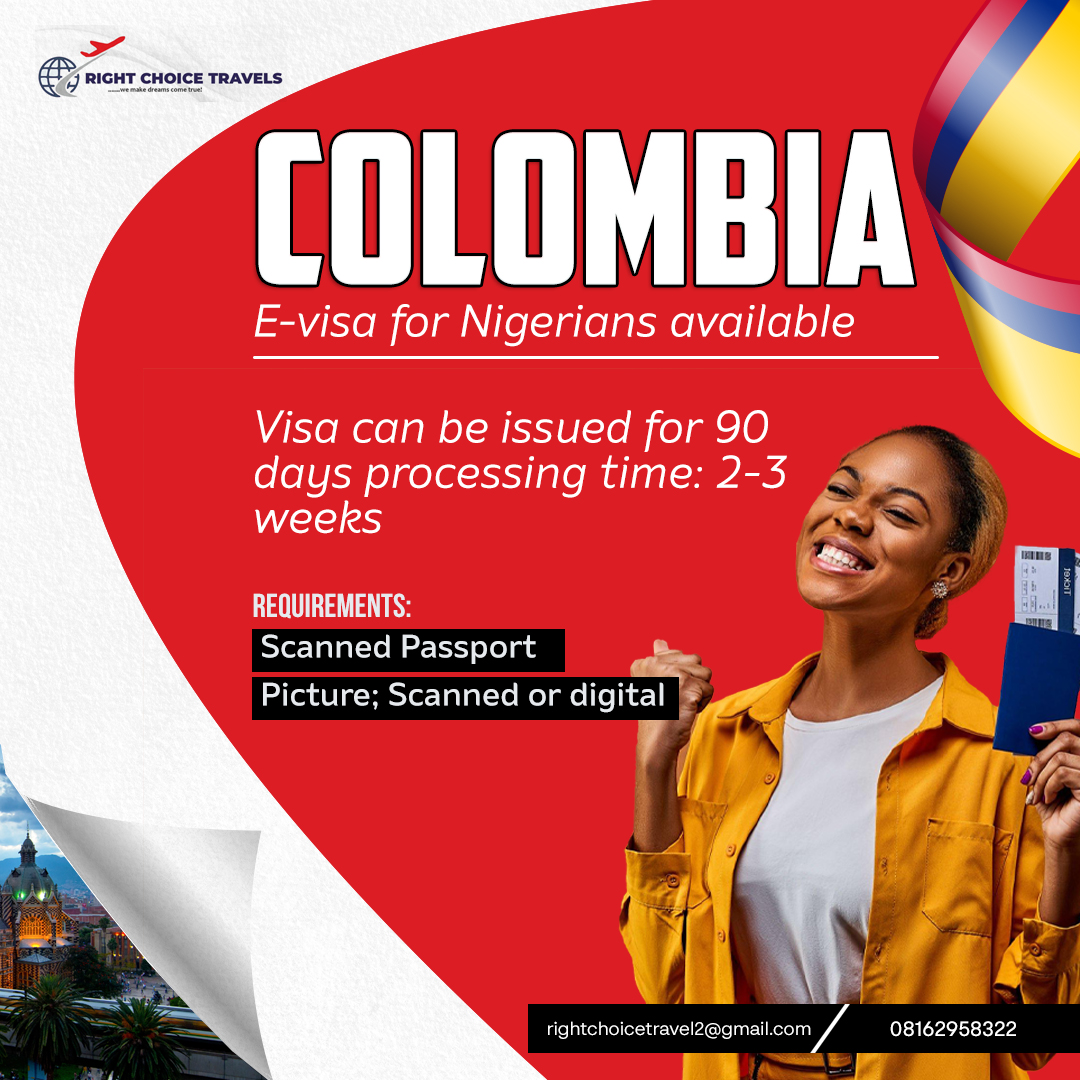 RIGHT CHOICE TRAVELS
.......we make dreams come true!
COLOMBIA
E-visa for Nigerians available
Visa can be issued for 90
days processing time: 2-3
weeks
REQUIREMENTS:
Scanned Passport
Picture; Scanned or digital
Ticket
rightchoicetravel2@gmail.com / 08162958322